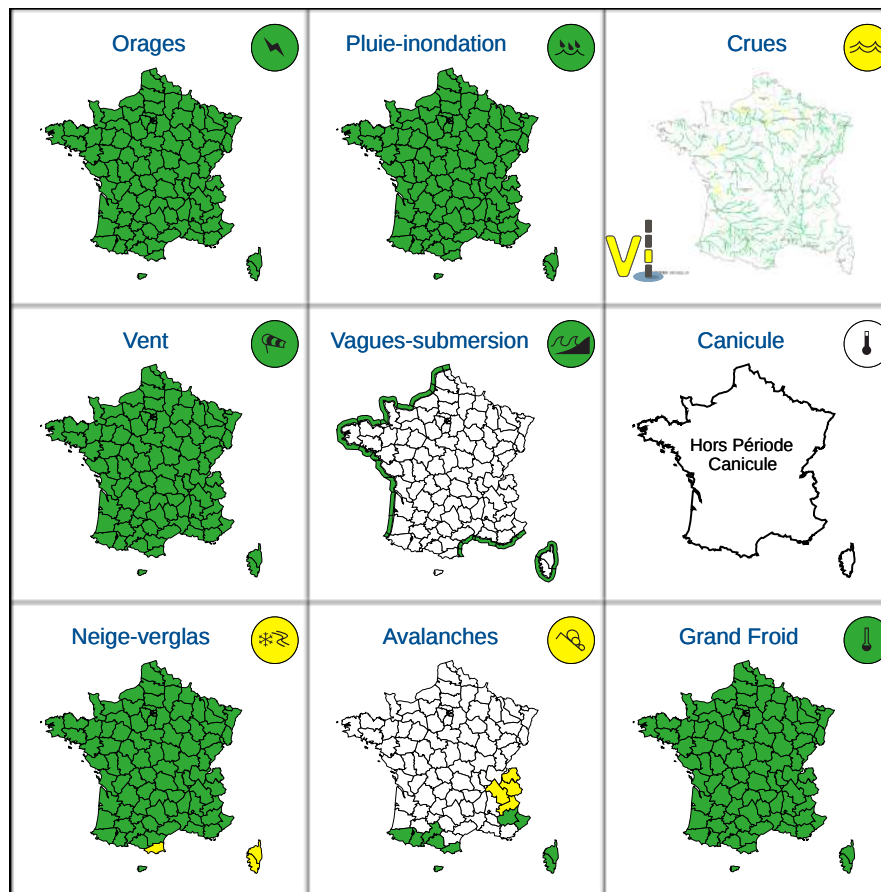 Orages
Pluie-inondation
Crues
Vent
Vagues-submersion
Canicule
Hors Période
Canicule
Neige-verglas
Avalanches
Grand Froid